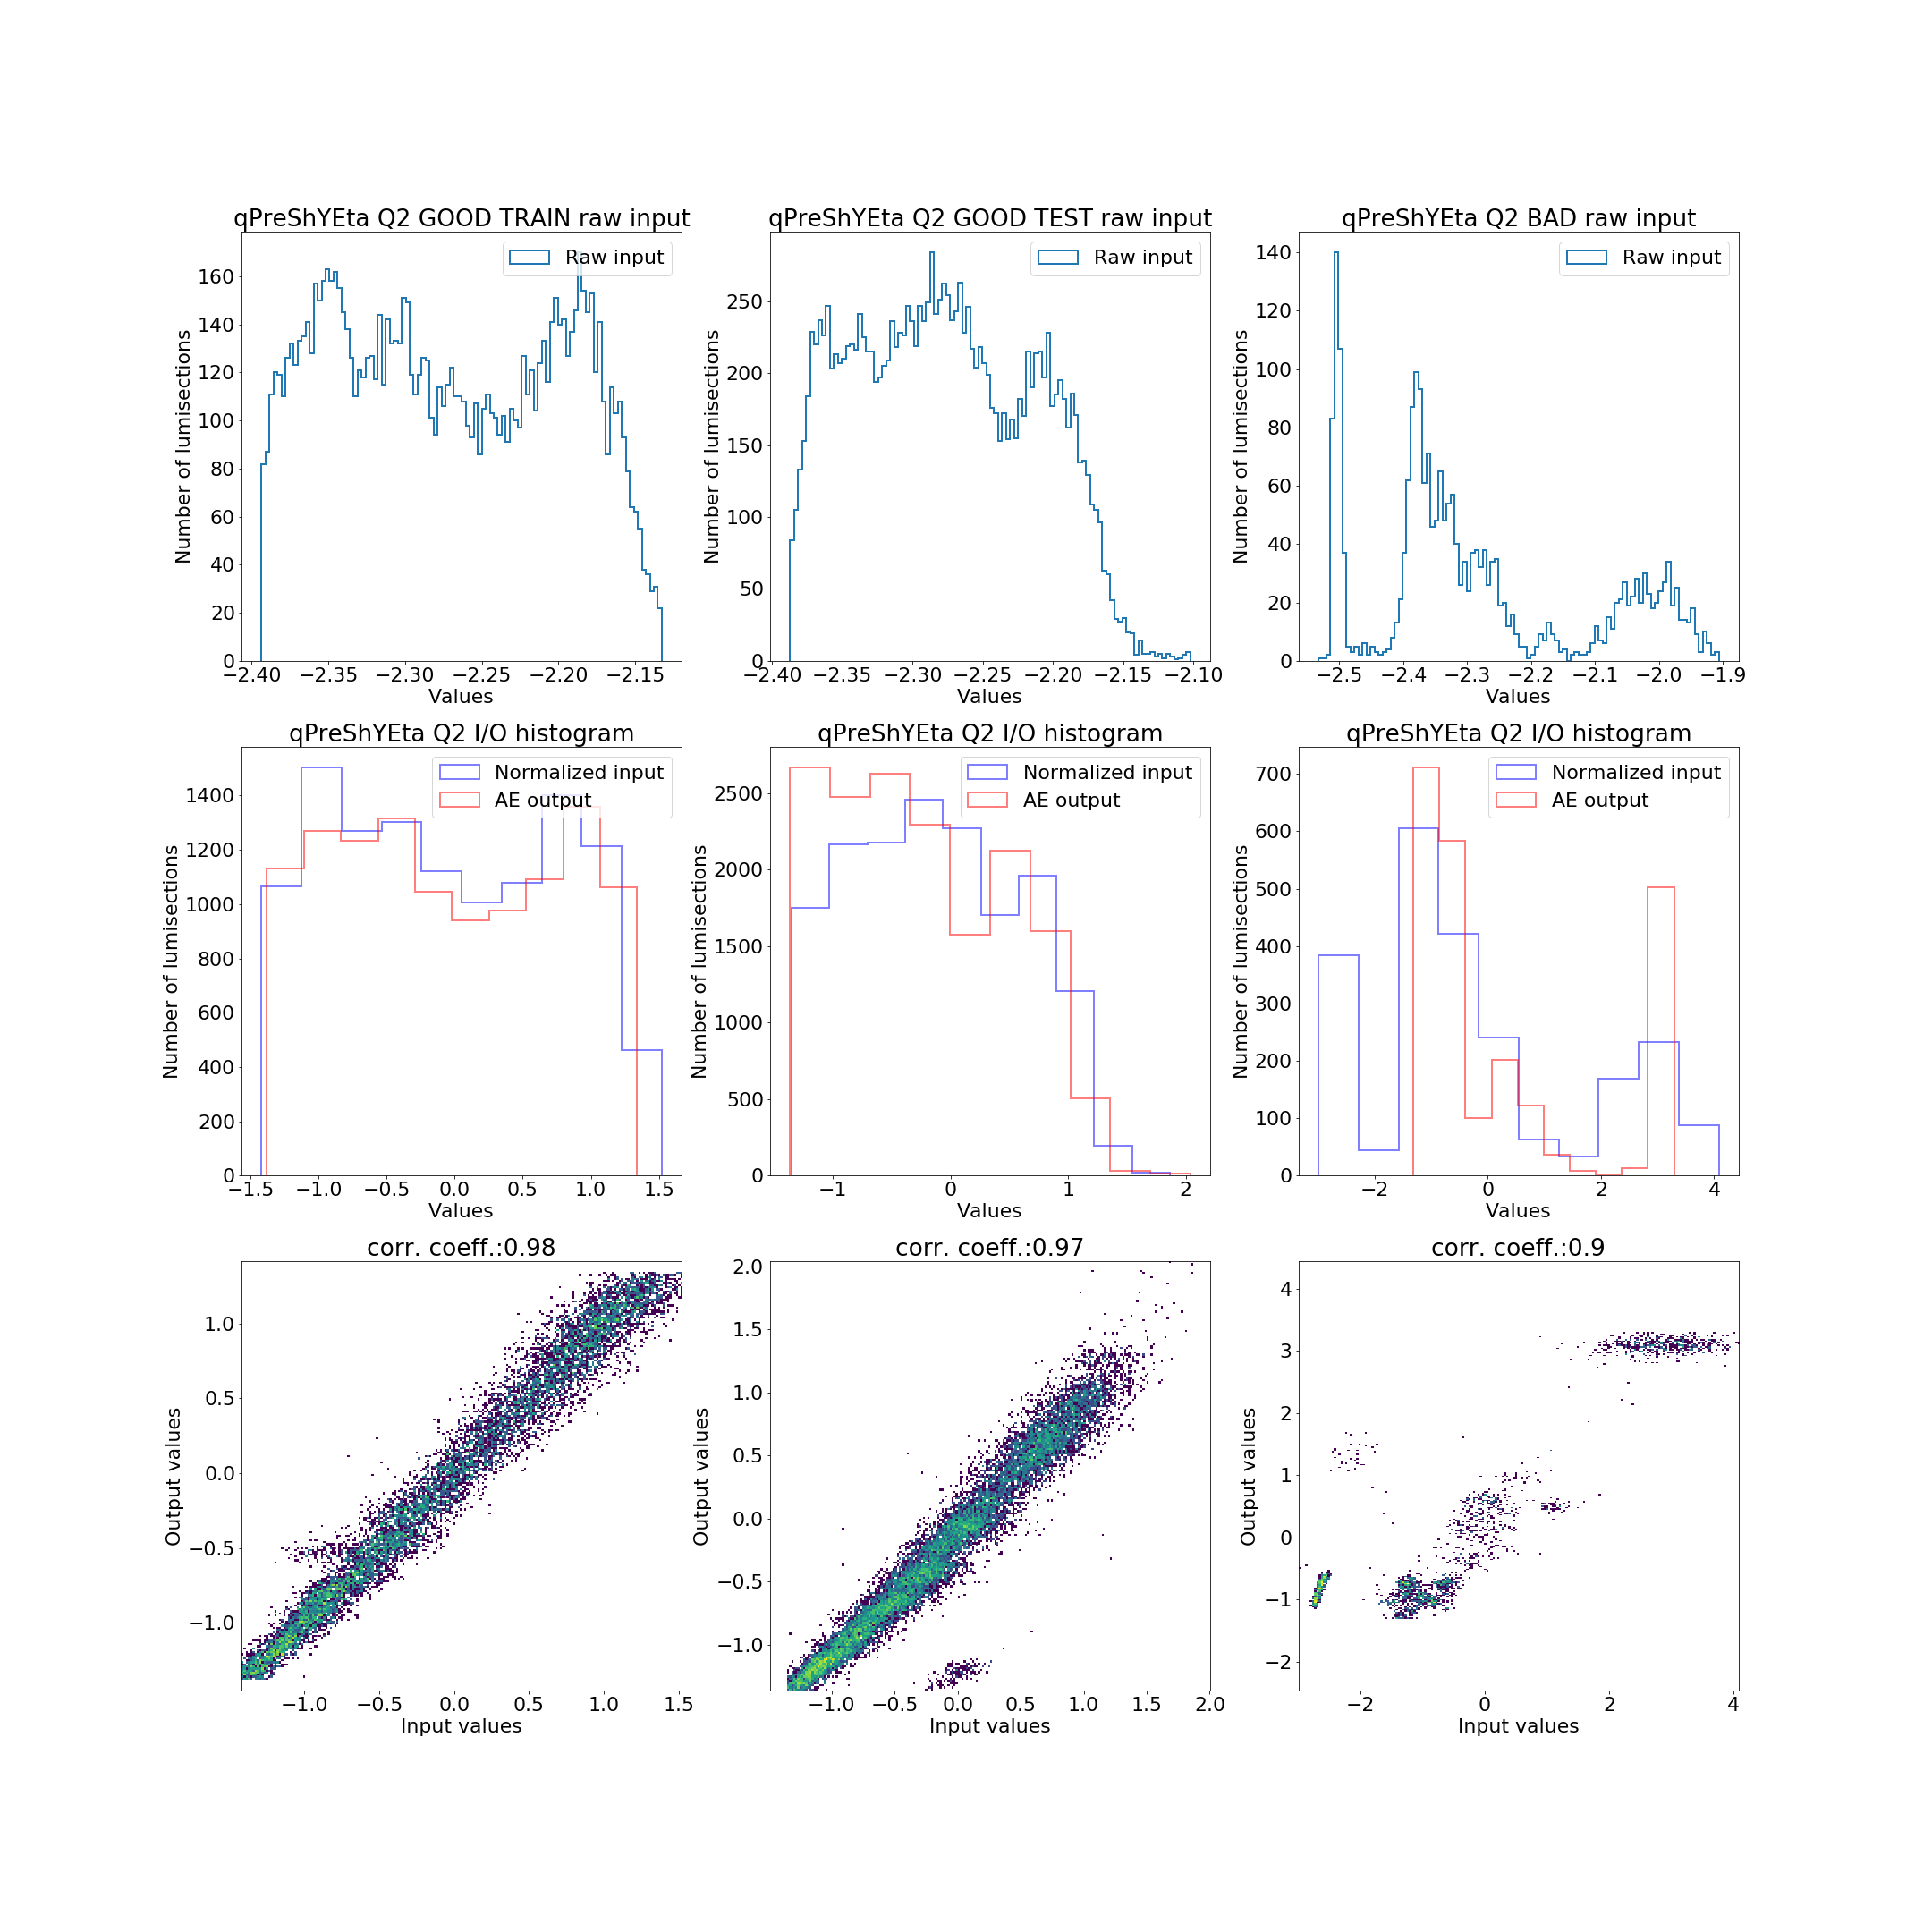 qPreShYEta Q2 GOOD TRAIN raw input
Raw input
Number of lumisections
0
20
40
60
80
100
120
140
160
−2.40 −2.35 −2.30 −2.25 −2.20 −2.15
Values
qPreShYEta Q2 GOOD TEST raw input
Raw input
Number of lumisections
0
50
100
150
200
250
−2.40 −2.35 −2.30 −2.25 −2.20 −2.15 −2.10
Values
qPreShYEta Q2 BAD raw input
Raw input
Number of lumisections
0
20
40
60
80
100
120
140
−2.5 −2.4 −2.3 −2.2 −2.1 −2.0 −1.9
Values
qPreShYEta Q2 I/O histogram
Normalized input
AE output
Number of lumisections
0
200
400
600
800
1000
1200
1400
−1.5 −1.0 −0.5 0.0 0.5 1.0 1.5
Values
qPreShYEta Q2 I/O histogram
Normalized input
AE output
Number of lumisections
0
500
1000
1500
2000
2500
−1 0 1 2
Values
qPreShYEta Q2 I/O histogram
Normalized input
AE output
Number of lumisections
0
100
200
300
400
500
600
700
−2 0 2 4
Values
corr. coeff.:0.98
Output values
1.0
0.5
0.0
−0.5
−1.0
−1.0 −0.5 0.0 0.5 1.0 1.5
Input values
corr. coeff.:0.97
Output values
2.0
1.5
1.0
0.5
0.0
−0.5
−1.0
−1.0 −0.5 0.0 0.5 1.0 1.5 2.0
Input values
corr. coeff.:0.9
Output values
4
3
2
1
0
−1
−2
−2 0 2 4
Input values